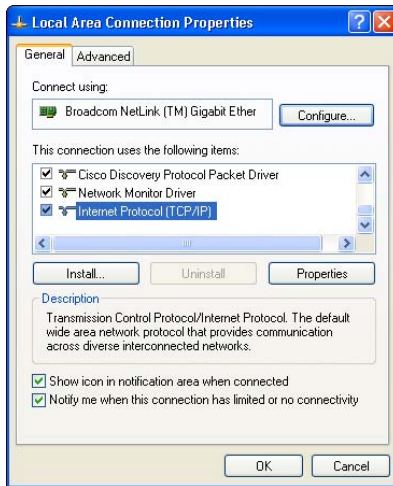 Local Area Connection Properties
General Advanced
Connect using:
Broadcom NetLink (TM) Gigabit Ether Configure...
This connection uses the following items:
Cisco Discovery Protocol Packet Driver
Network Monitor Driver
Internet Protocol (TCP/IP)
Install... Uninstall Properties
Description
Transmission Control Protocol/Internet Protocol. The default
wide area network protocol that provides communication
across diverse interconnected networks.
Show icon in notification area when connected
Notify me when this connection has limited or no connectivity
OK Cancel